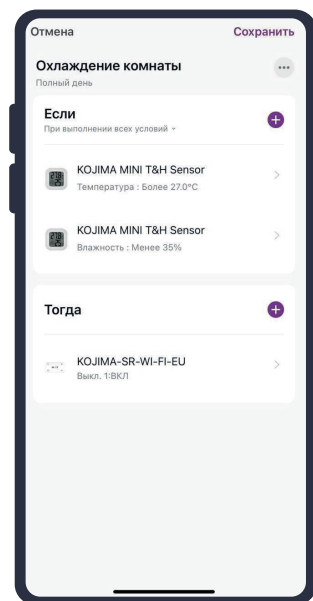 Отмена
Сохранить
Охлаждение комнаты
Полный день
Если
При выполнении всех условий
KOJIMA MINI T&H Sensor
Температура : Более 27.0°C
KOJIMA MINI T&H Sensor
Влажность : Менее 35%
Тогда
KOJIMA-SR-WI-FI-EU
Выкл. 1:ВКЛ